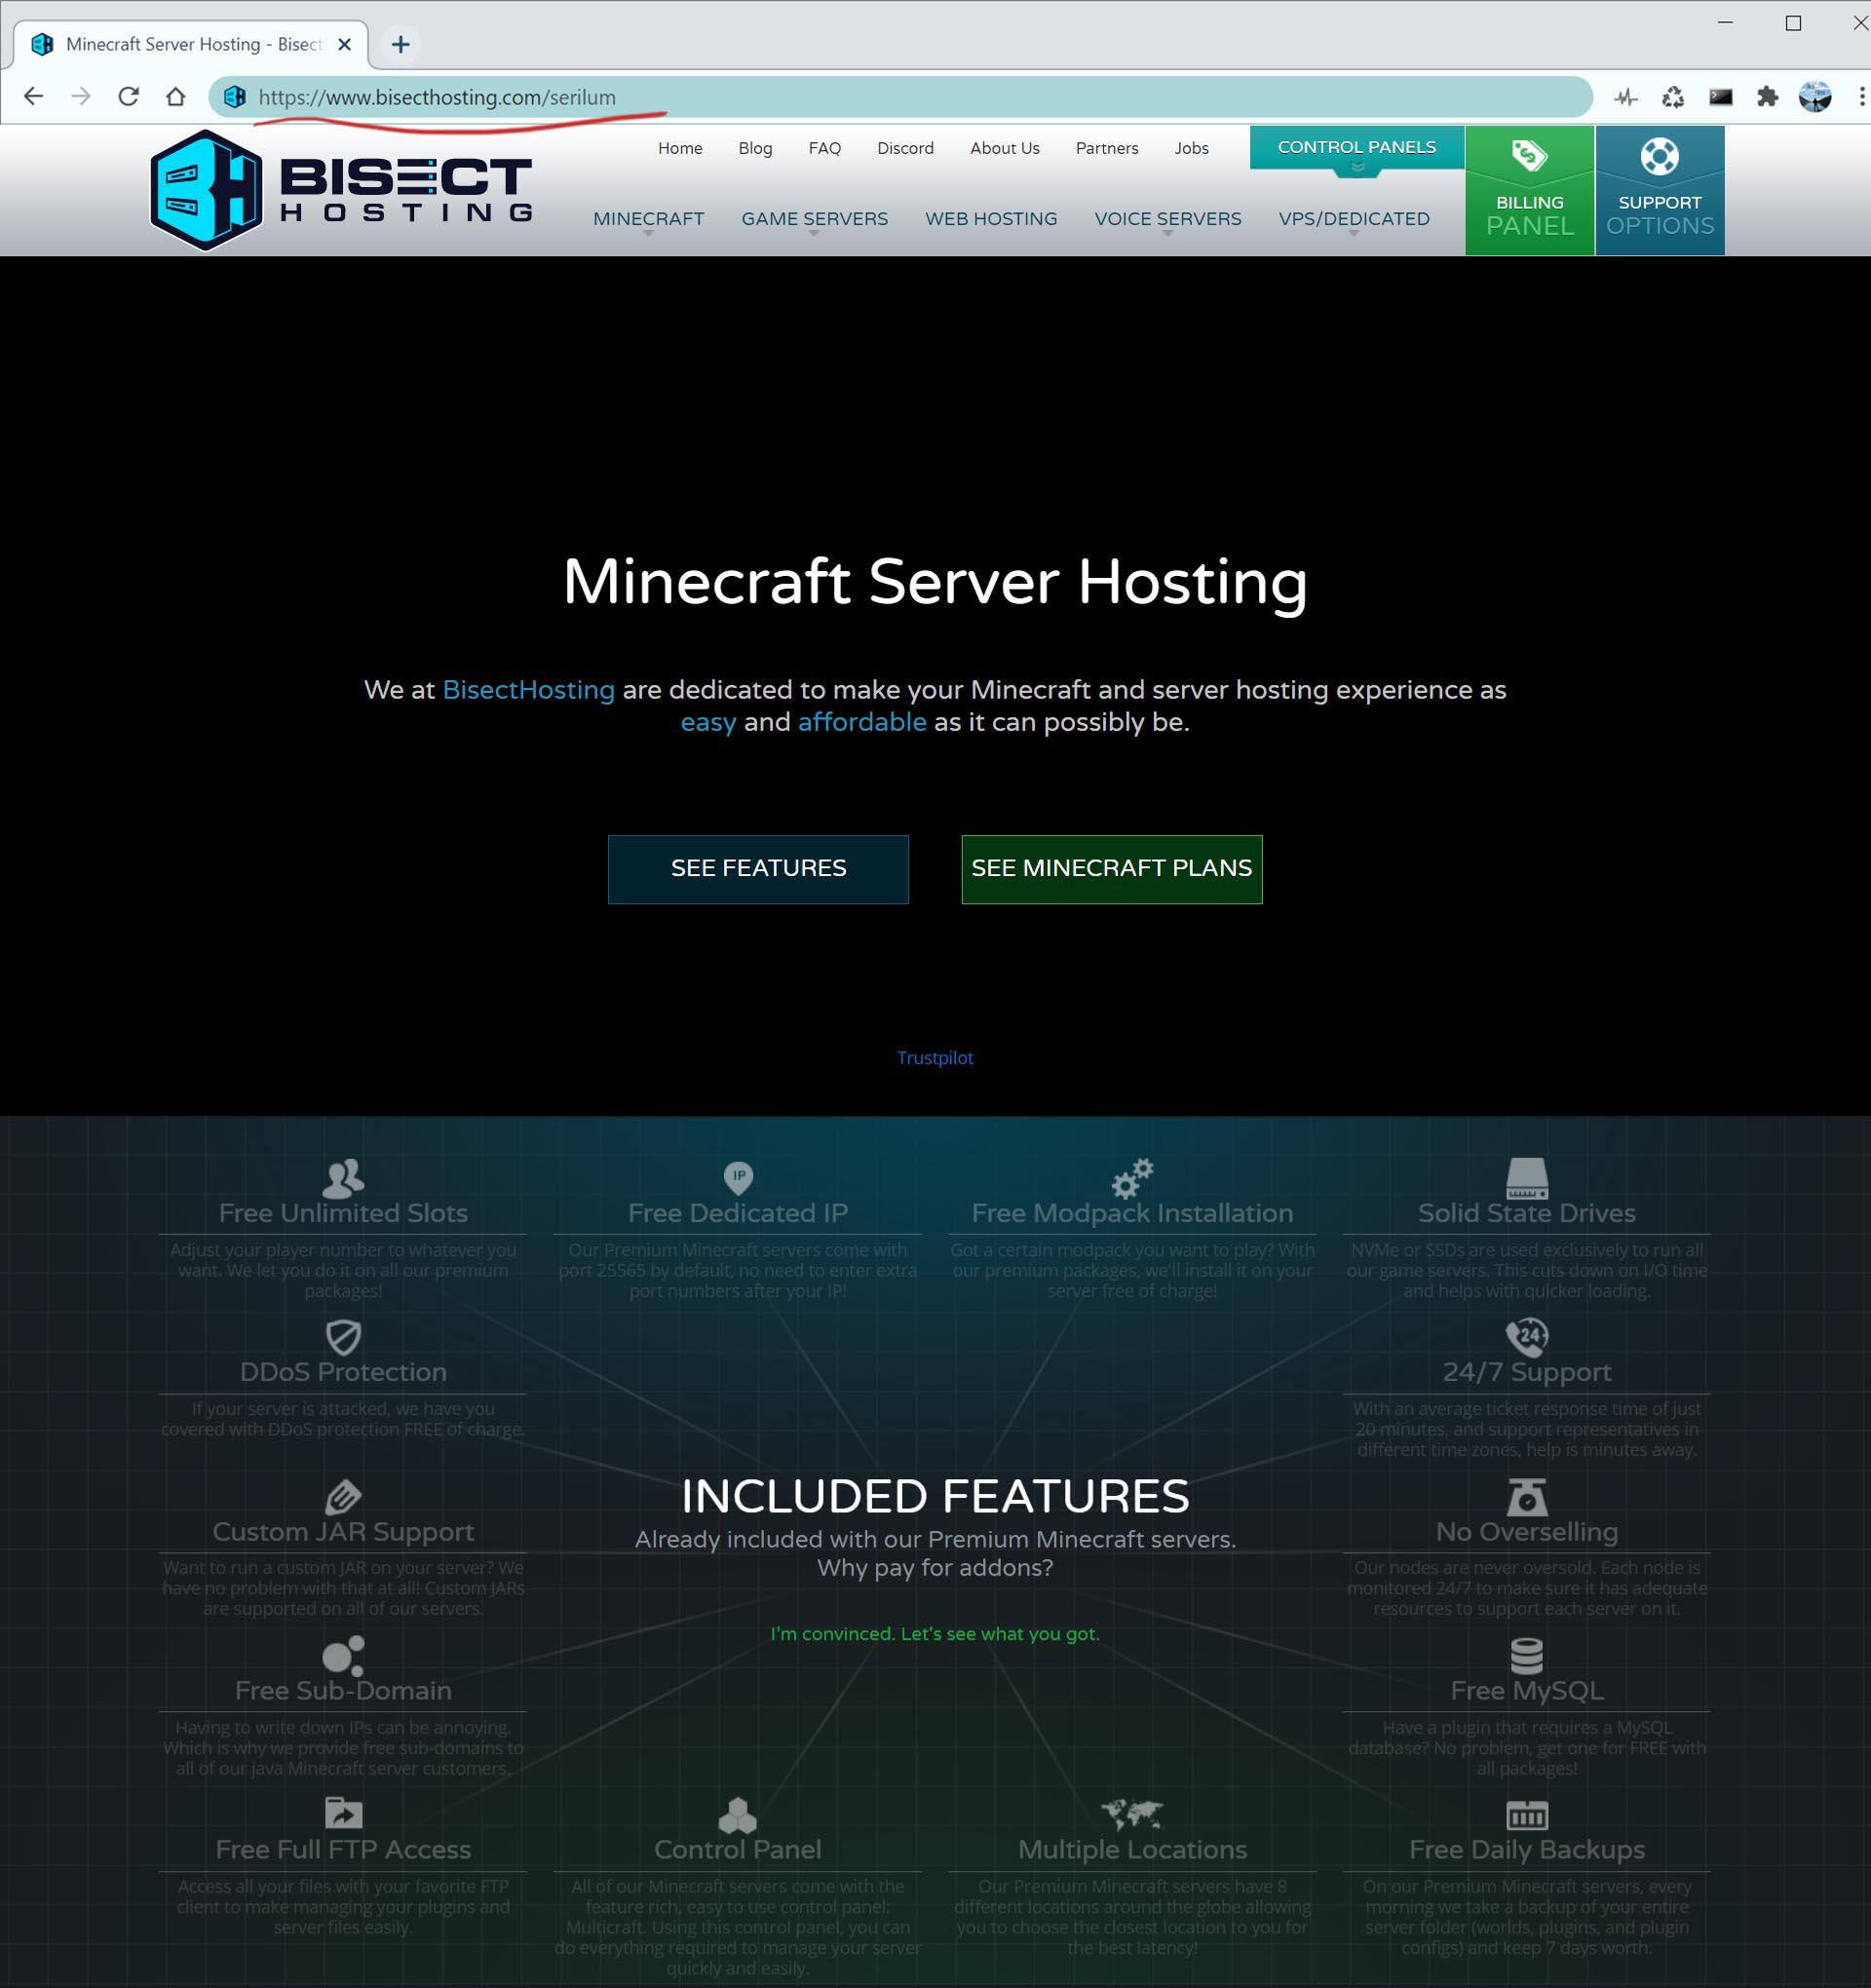 Minecraft Server Hosting - Bisect
https://www.bisecthosting.com/serilum
BISECT
HOSTING
Home Blog FAQ Discord About Us Partners Jobs
CONTROL PANELS
MINECRAFT GAME SERVERS WEB HOSTING VOICE SERVERS VPS/DEDICATED
BILLING
PANEL
SUPPORT
OPTIONS
Minecraft Server Hosting
We at BisectHosting are dedicated to make your Minecraft and server hosting experience as
easy and affordable as it can possibly be.
SEE FEATURES
SEE MINECRAFT PLANS
Trustpilot
Free Unlimited Slots
Adjust your player number to whatever you
want. We let you do it on all our premium
packages!
IP
Free Dedicated IP
Our Premium Minecraft servers come with
port 25565 by default, no need to enter extra
port numbers after your IP!
Free Modpack Installation
Got a certain modpack you want to play? With
our premium packages, we'll install it on your
server free of charge!
Solid State Drives
NVMe or SSDs are used exclusively to run all
our game servers. This cuts down on I/O time
and helps with quicker loading.
DDoS Protection
If your server is attacked, we have you
covered with DDoS protection FREE of charge.
24
24/7 Support
With an average ticket response time of just
20 minutes, and support representatives in
different time zones, help is minutes away.
INCLUDED FEATURES
Already included with our Premium Minecraft servers.
Why pay for addons?
I'm convinced. Let's see what you got.
Custom JAR Support
Want to run a custom JAR on your server? We
have no problem with that at all! Custom JARs
are supported on all of our servers.
No Overselling
Our nodes are never oversold. Each node is
monitored 24/7 to make sure it has adequate
resources to support each server on it.
Free Sub-Domain
Having to write down IPs can be annoying.
Which is why we provide free sub-domains to
all of our java Minecraft server customers.
Free MySQL
Have a plugin that requires a MySQL
database? No problem, get one for FREE with
all packages!
Free Full FTP Access
Access all your files with your favorite FTP
client to make managing your plugins and
server files easily.
Control Panel
All of our Minecraft servers come with the
feature rich, easy to use control panel:
Multicraft. Using this control panel, you can
do everything required to manage your server
quickly and easily.
Multiple Locations
Our Premium Minecraft servers have 8
different locations around the globe allowing
you to choose the closest location to you for
the best latency!
Free Daily Backups
On our Premium Minecraft servers, every
morning we take a backup of your entire
server folder (worlds, plugins, and plugin
configs) and keep 7 days worth.